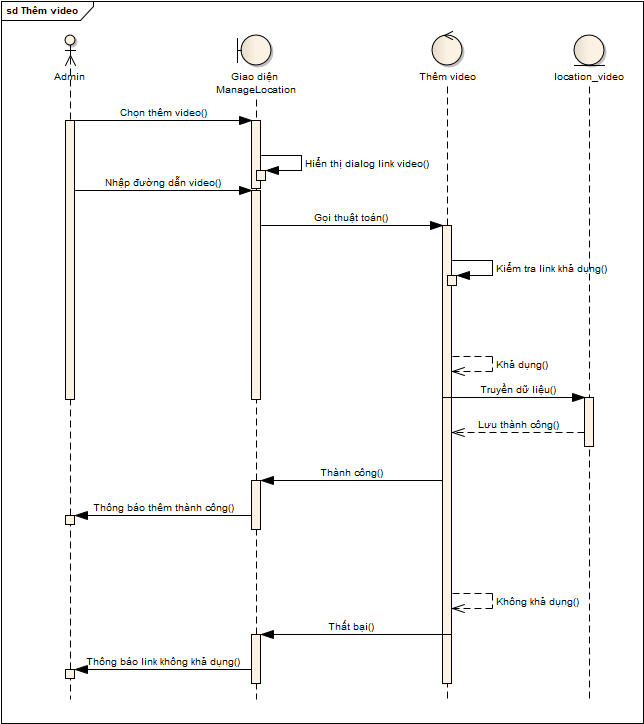 sd Thêm video
Admin
Giao diện
ManageLocation
Thêm video
location_video
Chọn thêm video()
Hiển thị dialog link video()
Nhập đường dẫn video()
Gọi thuật toán()
Kiểm tra link khả dụng()
Khả dụng()
Truyền dữ liệu()
Lưu thành công()
Thành công()
Thông báo thêm thành công()
Không khả dụng()
Thất bại()
Thông báo link không khả dụng()